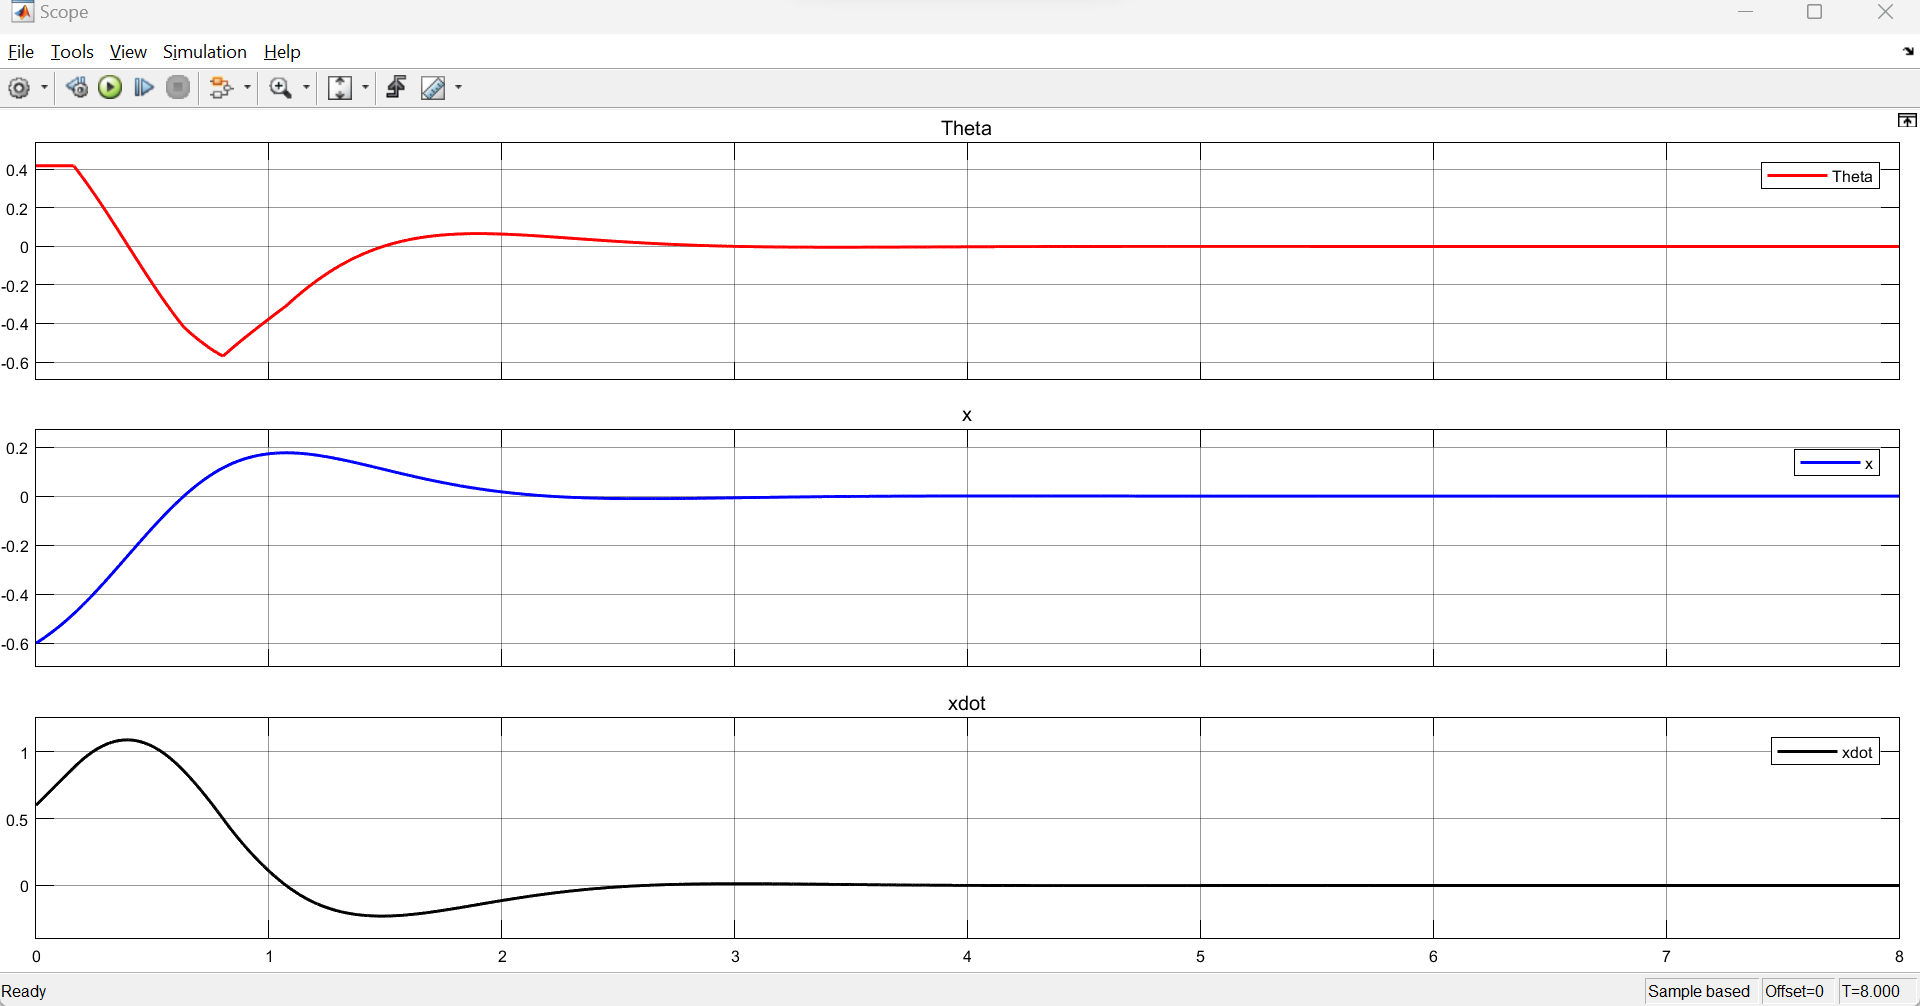 Scope
File Tools View Simulation Help
Theta
0.4
0.2
0
-0.2
-0.4
-0.6
Theta
x
0.2
0
-0.2
-0.4
-0.6
x
xdot
1
0.5
0
xdot
0 1 2 3 4 5 6 7 8
Ready Sample based Offset=0 T=8.000